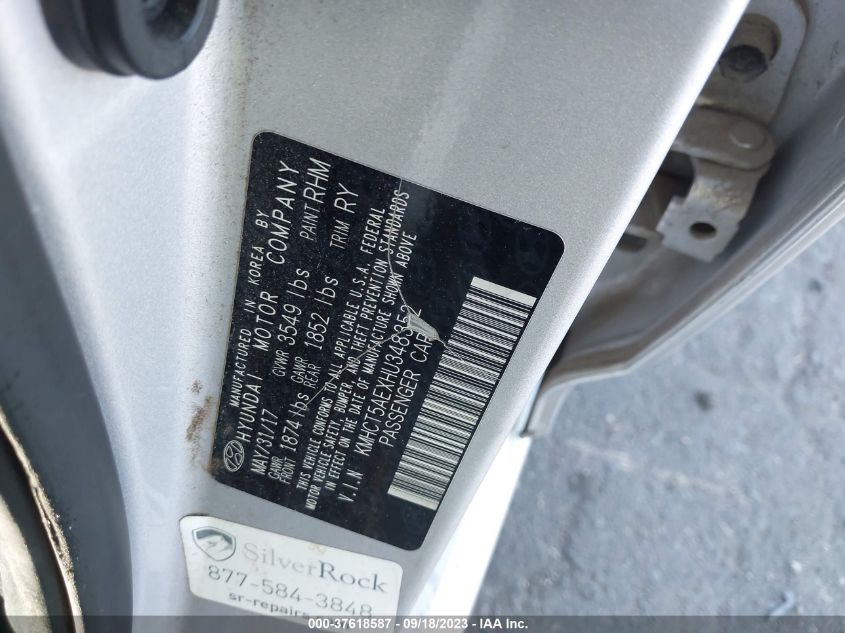 MANUFACTURED IN KOREA BY
HYUNDAI MOTOR COMPANY
MAY/31/17 GVWR 3549 lbs PAINT RHM
GAWR FRONT 1874 lbs GAWR REAR 1852 lbs TRIM RY
THIS VEHICLE CONFORMS TO ALL APPLICABLE U.S.A. FEDERAL
MOTOR VEHICLE SAFETY, BUMPER, AND THEFT PREVENTION STANDARDS
IN EFFECT ON THE DATE OF MANUFACTURE SHOWN ABOVE
V.I.N KMHCT5AEXHU348352
PASSENGER CAR
SilverRock
877-584-3848
sr-repairs
000-37618587 - 09/18/2023 - IAA Inc.